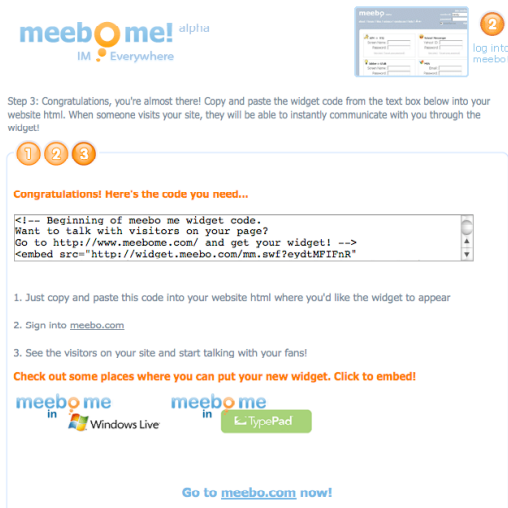 meebo me! alpha
IM Everywhere
meebo
2
log into
meebo
Step 3: Congratulations, you're almost there! Copy and paste the widget code from the text box below into your
website html. When someone visits your site, they will be able to instantly communicate with you through the
widget!
1 2 3
Congratulations! Here's the code you need...
<!-- Beginning of meebo me widget code.
Want to talk with visitors on your page?
Go to http://www.meebome.com/ and get your widget! -->
<embed src="http://widget.meebo.com/mm.swf?eydtMFIFnR"
1. Just copy and paste this code into your website html where you'd like the widget to appear
2. Sign into meebo.com
3. See the visitors on your site and start talking with your fans!
Check out some places where you can put your new widget. Click to embed!
meebo me
in Windows Live
meebo me
in TypePad
Go to meebo.com now!